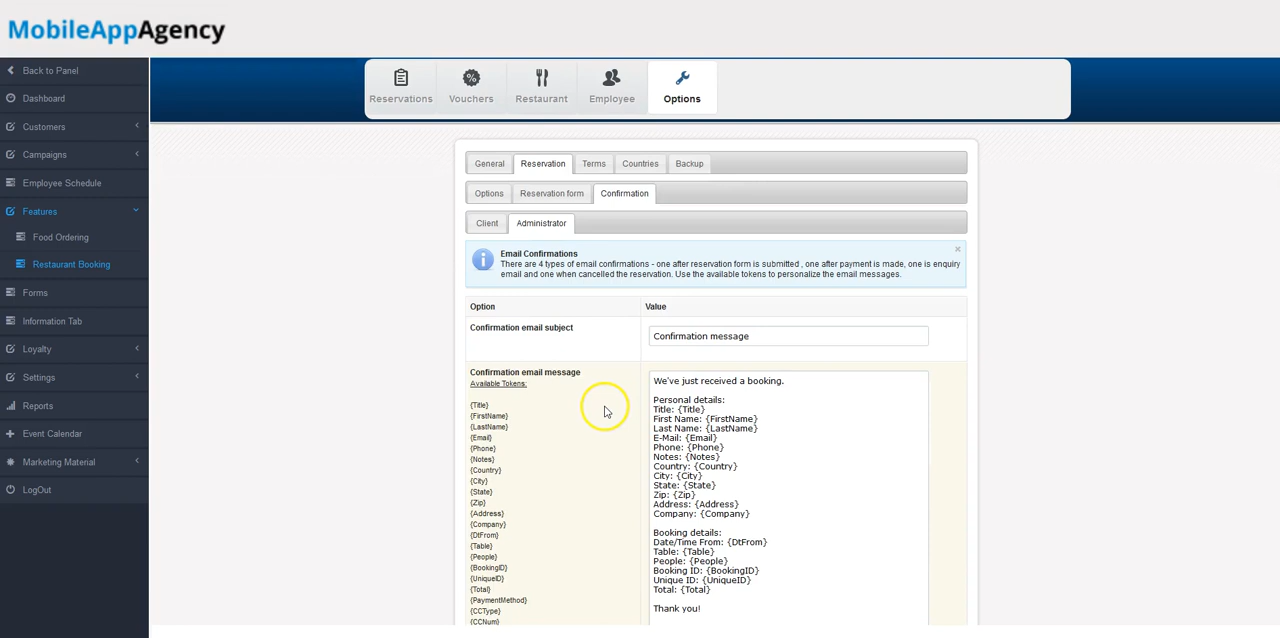 MobileAppAgency
Back to Panel
Dashboard
Customers
Campaigns
Employee Schedule
Features
Food Ordering
Restaurant Booking
Forms
Information Tab
Loyalty
Settings
Reports
Event Calendar
Marketing Material
LogOut
Reservations
Vouchers
Restaurant
Employee
Options
General
Reservation
Terms
Countries
Backup
Options
Reservation form
Confirmation
Client
Administrator
Email Confirmations
There are 4 types of email confirmations - one after reservation form is submitted , one after payment is made, one is enquiry
email and one when cancelled the reservation. Use the available tokens to personalize the email messages.
Option
Value
Confirmation email subject
Confirmation message
Confirmation email message
Available Tokens:
{Title}
{FirstName}
{LastName}
{Email}
{Phone}
{Notes}
{Country}
{City}
{State}
{Zip}
{Address}
{Company}
{DtFrom}
{Table}
{People}
{BookingID}
{UniqueID}
{Total}
{PaymentMethod}
{CCType}
{CCNum}
We've just received a booking.
Personal details:
Title: {Title}
First Name: {FirstName}
Last Name: {LastName}
E-Mail: {Email}
Phone: {Phone}
Notes: {Notes}
Country: {Country}
City: {City}
State: {State}
Zip: {Zip}
Address: {Address}
Company: {Company}
Booking details:
Date/Time From: {DtFrom}
Table: {Table}
People: {People}
Booking ID: {BookingID}
Unique ID: {UniqueID}
Total: {Total}
Thank you!